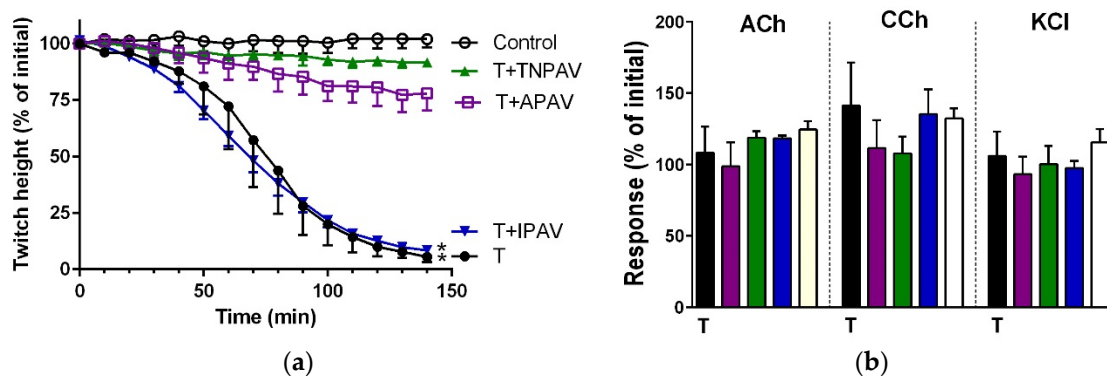 (a)
Twitch height (% of initial)
100
75
50
25
0
Control
T+TNPAV
T+APAV
T+IPAV
T
*
*
0
50
100
150
Time (min)
(b)
ACh
CCh
KCl
Response (% of initial)
200
150
100
50
0
T
T
T
(a)
(b)